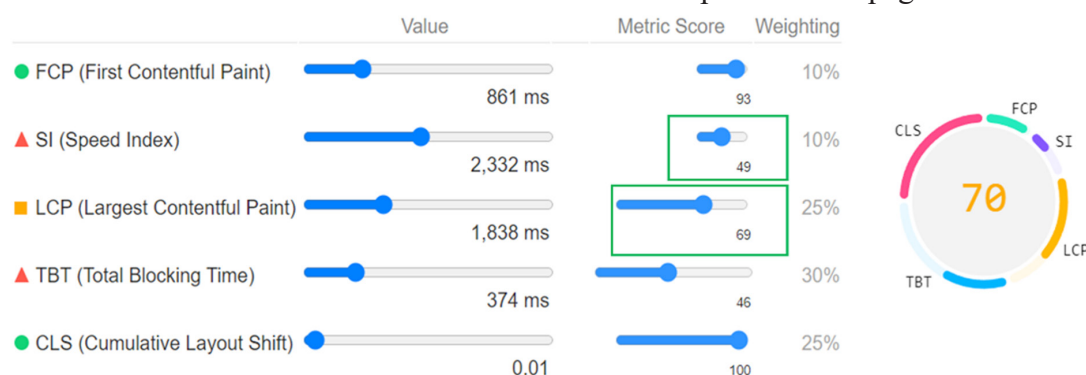 Value Metric Score Weighting
FCP (First Contentful Paint) 10%
861 ms 93
SI (Speed Index) 10%
2,332 ms 49
LCP (Largest Contentful Paint) 25%
1,838 ms 69
TBT (Total Blocking Time) 30%
374 ms 46
CLS (Cumulative Layout Shift) 25%
0.01 100
FCP
SI
LCP
TBT
CLS
70